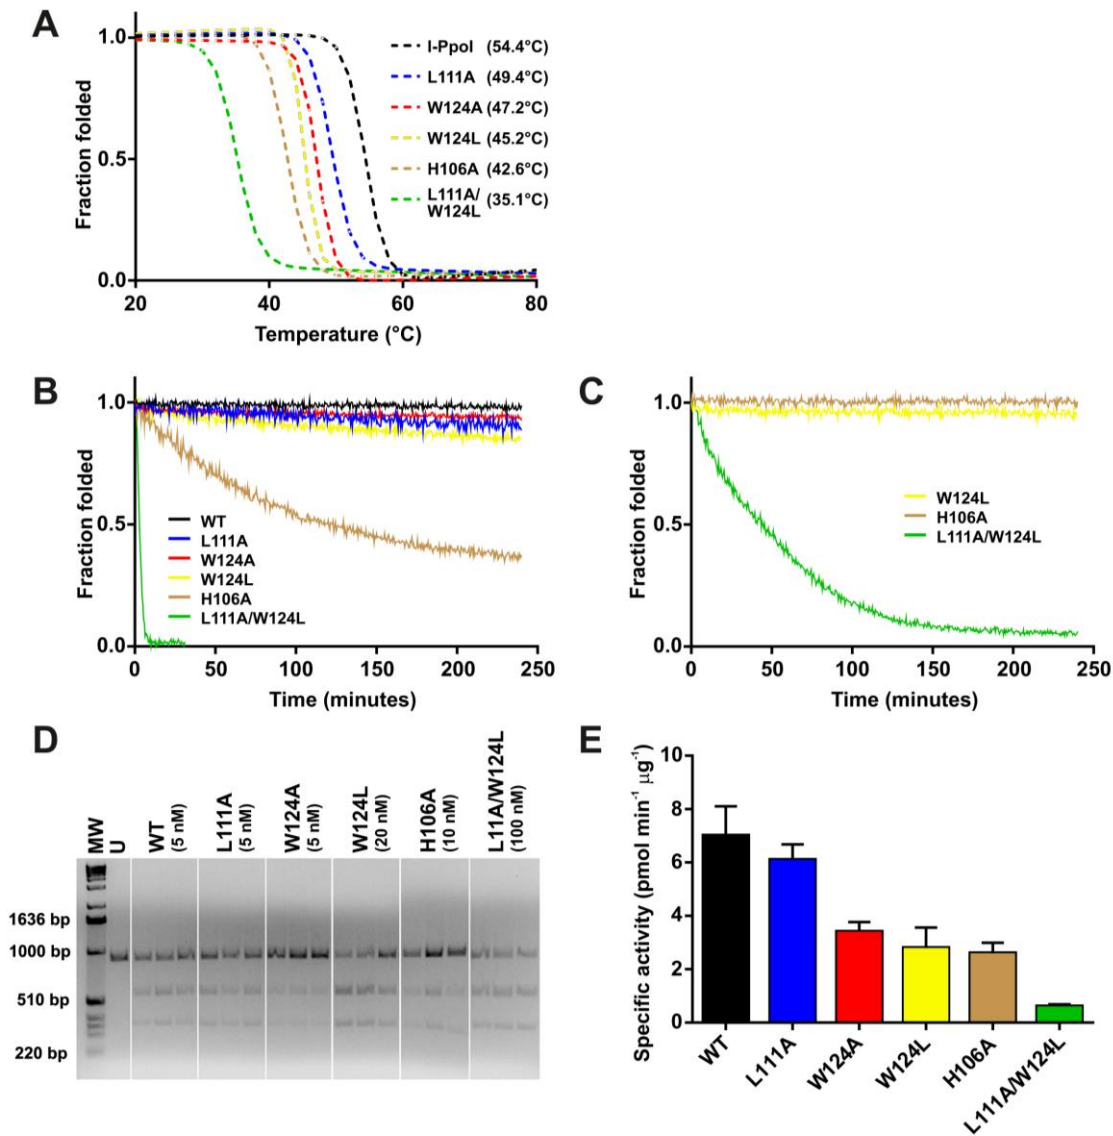 A
Fraction folded
1.0
0.5
0.0
20
40
60
80
Temperature (°C)
I-PpoI (54.4°C)
L111A (49.4°C)
W124A (47.2°C)
W124L (45.2°C)
H106A (42.6°C)
L111A/ (35.1°C)
W124L
B
Fraction folded
1.0
0.5
0.0
0
50
100
150
200
250
Time (minutes)
WT
L111A
W124A
W124L
H106A
L111A/W124L
C
Fraction folded
1.0
0.5
0.0
0
50
100
150
200
250
Time (minutes)
W124L
H106A
L111A/W124L
D
MW
U
WT
(5 nM)
L111A
(5 nM)
W124A
(5 nM)
W124L
(20 nM)
H106A
(10 nM)
L11A/W124L
(100 nM)
1636 bp
1000 bp
510 bp
220 bp
E
Specific activity (pmol min⁻¹ µg⁻¹)
10
8
6
4
2
0
WT
L111A
W124A
W124L
H106A
L111A/W124L